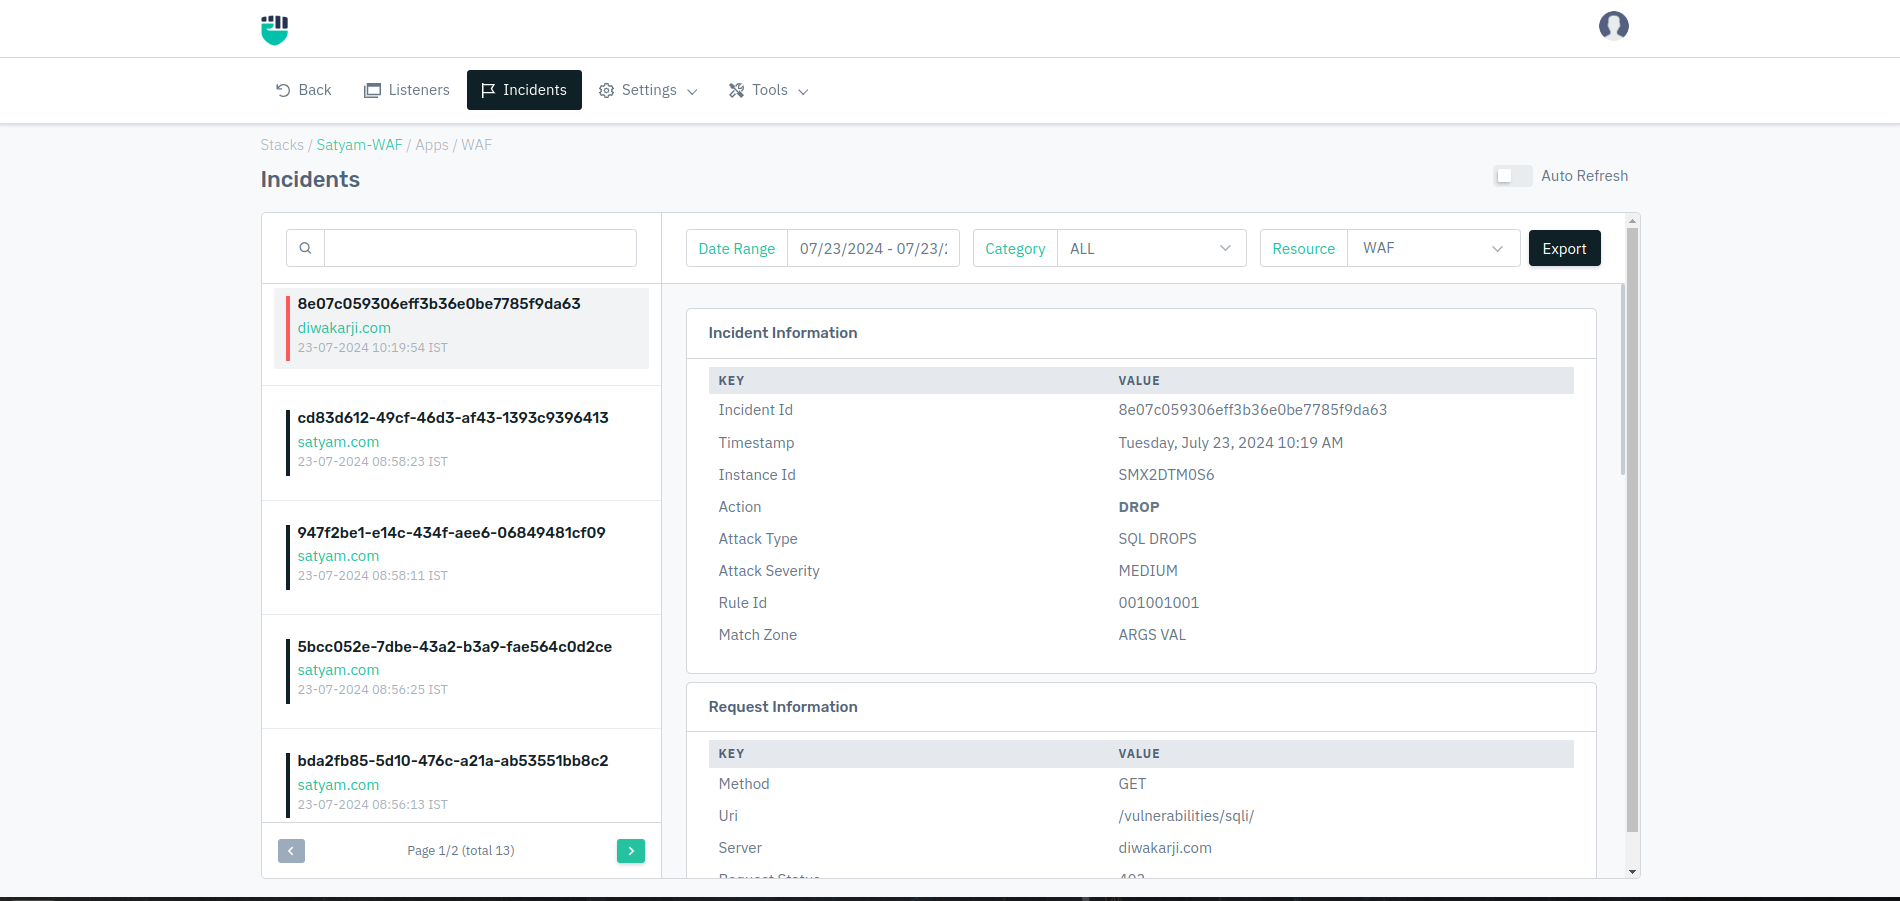 Back
Listeners
Incidents
Settings
Tools
Stacks / Satyam-WAF / Apps / WAF
Incidents
Auto Refresh
Date Range 07/23/2024 - 07/23/2
Category ALL
Resource WAF
Export
8e07c059306eff3b36e0be7785f9da63
diwakarji.com
23-07-2024 10:19:54 IST
cd83d612-49cf-46d3-af43-1393c9396413
satyam.com
23-07-2024 08:58:23 IST
947f2be1-e14c-434f-aee6-06849481cf09
satyam.com
23-07-2024 08:58:11 IST
5bcc052e-7dbe-43a2-b3a9-fae564c0d2ce
satyam.com
23-07-2024 08:56:25 IST
bda2fb85-5d10-476c-a21a-ab53551bb8c2
satyam.com
23-07-2024 08:56:13 IST
Page 1/2 (total 13)
Incident Information
KEY VALUE
Incident Id 8e07c059306eff3b36e0be7785f9da63
Timestamp Tuesday, July 23, 2024 10:19 AM
Instance Id SMX2DTM0S6
Action DROP
Attack Type SQL DROPS
Attack Severity MEDIUM
Rule Id 001001001
Match Zone ARGS VAL
Request Information
KEY VALUE
Method GET
Uri /vulnerabilities/sqli/
Server diwakarji.com
Request Status